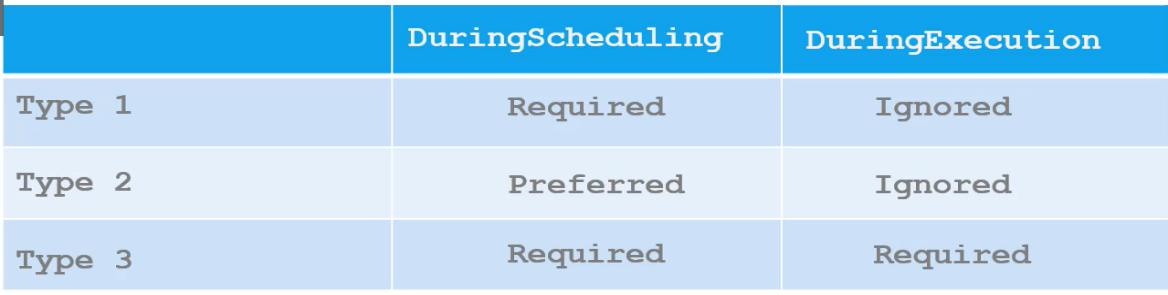 DuringScheduling DuringExecution
Type 1 Required Ignored
Type 2 Preferred Ignored
Type 3 Required Required